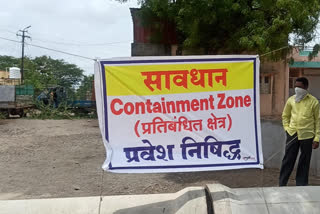 सावधान
Containment Zone
(प्रतिबंधित क्षेत्र)
प्रवेश निषिद्ध